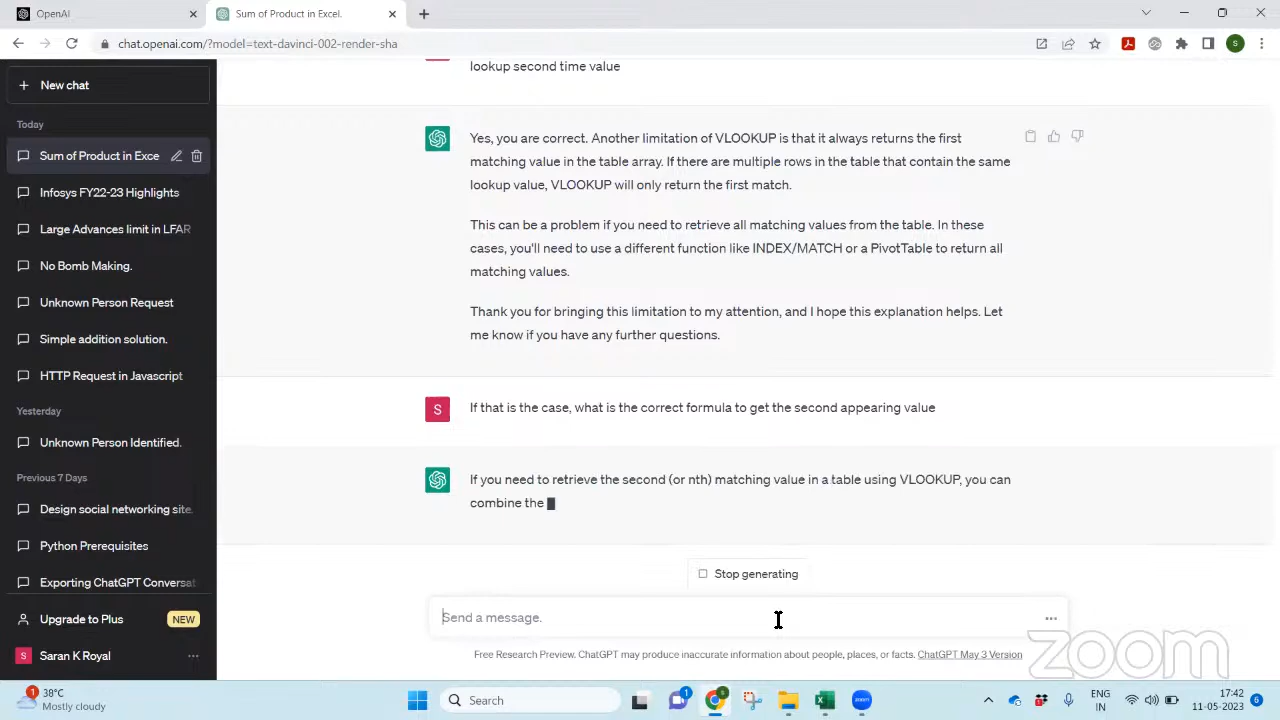 OpenAI
Sum of Product in Excel.
chat.openai.com/?model=text-davinci-002-render-sha
S
New chat
Today
Sum of Product in Exce
Infosys FY22-23 Highlights
Large Advances limit in LFAR
No Bomb Making.
Unknown Person Request
Simple addition solution.
HTTP Request in Javascript
Yesterday
Unknown Person Identified.
Previous 7 Days
Design social networking site.
Python Prerequisites
Exporting ChatGPT Conversat
Upgrade to Plus
NEW
S
Saran K Royal
lookup second time value
Yes, you are correct. Another limitation of VLOOKUP is that it always returns the first
matching value in the table array. If there are multiple rows in the table that contain the same
lookup value, VLOOKUP will only return the first match.
This can be a problem if you need to retrieve all matching values from the table. In these
cases, you'll need to use a different function like INDEX/MATCH or a PivotTable to return all
matching values.
Thank you for bringing this limitation to my attention, and I hope this explanation helps. Let
me know if you have any further questions.
S
If that is the case, what is the correct formula to get the second appearing value
If you need to retrieve the second (or nth) matching value in a table using VLOOKUP, you can
combine the
Stop generating
Send a message.
Free Research Preview. ChatGPT may produce inaccurate information about people, places, or facts. ChatGPT May 3 Version
zoom
1
38°C
Mostly cloudy
Search
1
S
zoom
ENG
IN
17:42
11-05-2023
6